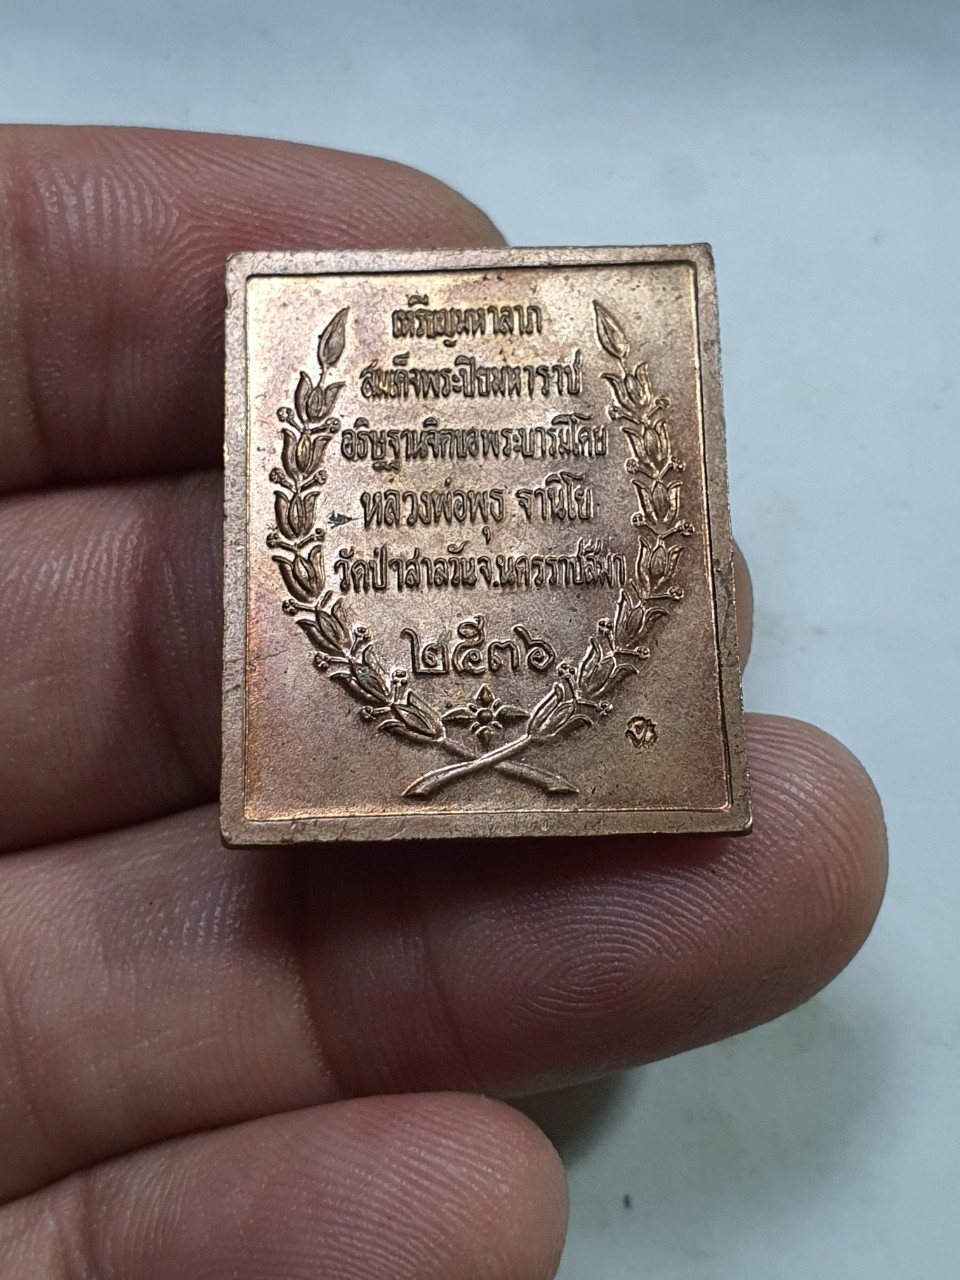 เหรียญมหาลาภ
สมเด็จพระปิยมหาราช
อธิษฐานจิตขอพระบารมีโดย
หลวงพ่อพุธ ฐานิโย
วัดป่าสาลวัน จ.นครราชสีมา
๒๕๓๖